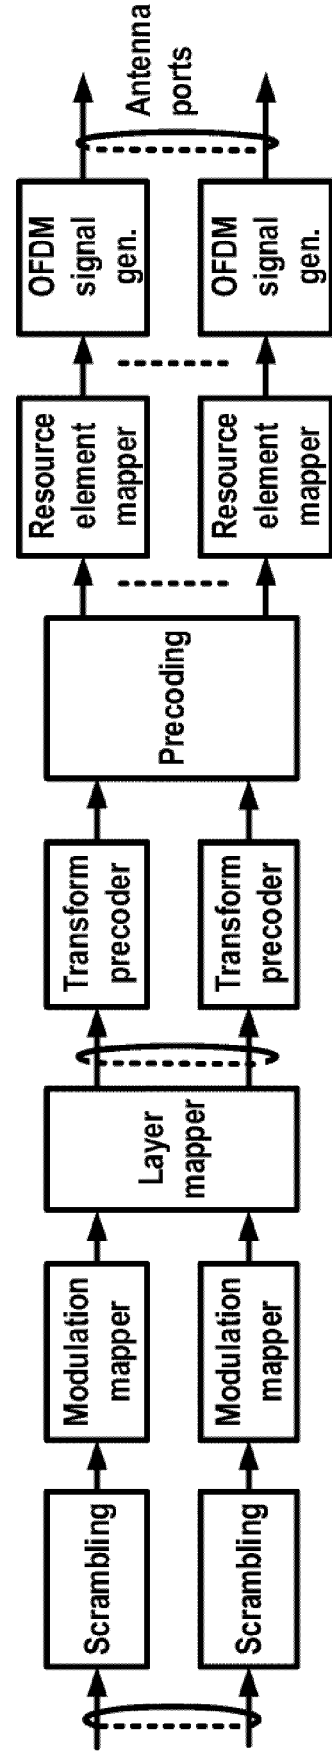 Scrambling
Modulation
mapper
Layer
mapper
Transform
precoder
Precoding
Resource
element
mapper
OFDM
signal
gen.
Antenna
ports
Scrambling
Modulation
mapper
Transform
precoder
Resource
element
mapper
OFDM
signal
gen.